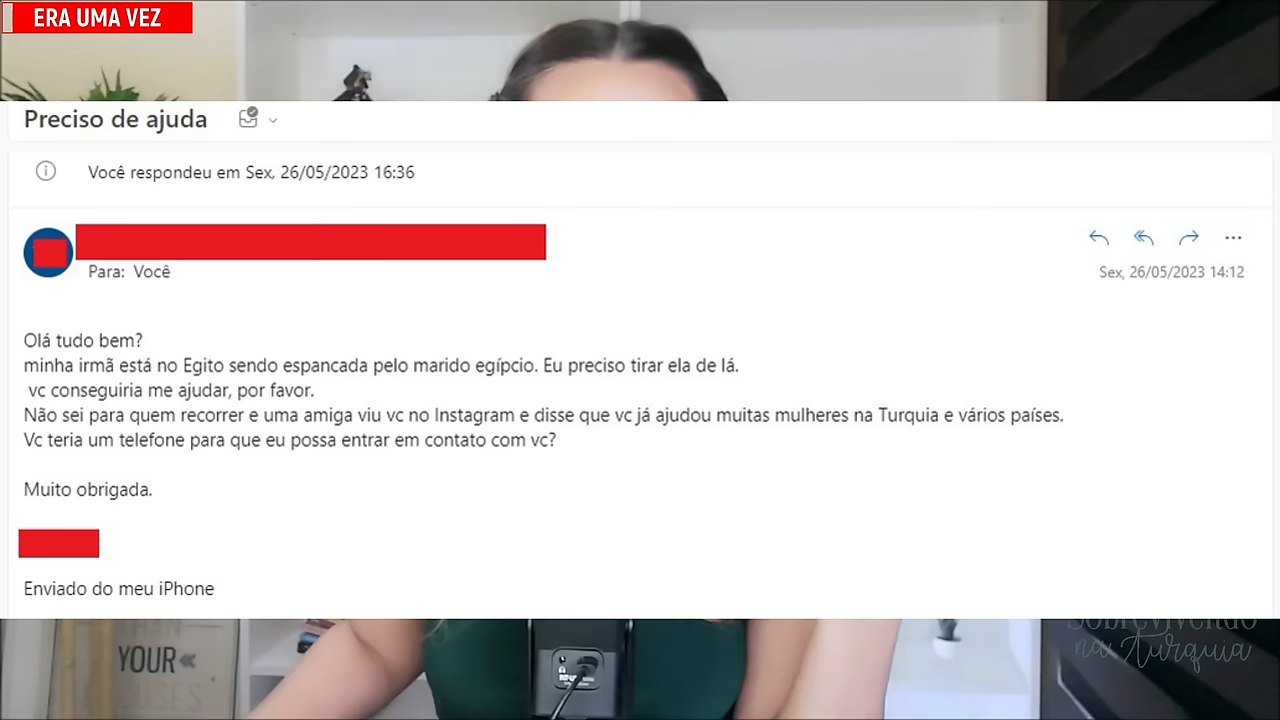 ERA UMA VEZ
Preciso de ajuda
Você respondeu em Sex, 26/05/2023 16:36
Para: Você
Sex, 26/05/2023 14:12
Olá tudo bem?
minha irmã está no Egito sendo espancada pelo marido egípcio. Eu preciso tirar ela de lá.
vc conseguiria me ajudar, por favor.
Não sei para quem recorrer e uma amiga viu vc no Instagram e disse que vc já ajudou muitas mulheres na Turquia e vários países.
Vc teria um telefone para que eu possa entrar em contato com vc?
Muito obrigada.
Enviado do meu iPhone
YOUR
Sobrevivendo
na Turquia